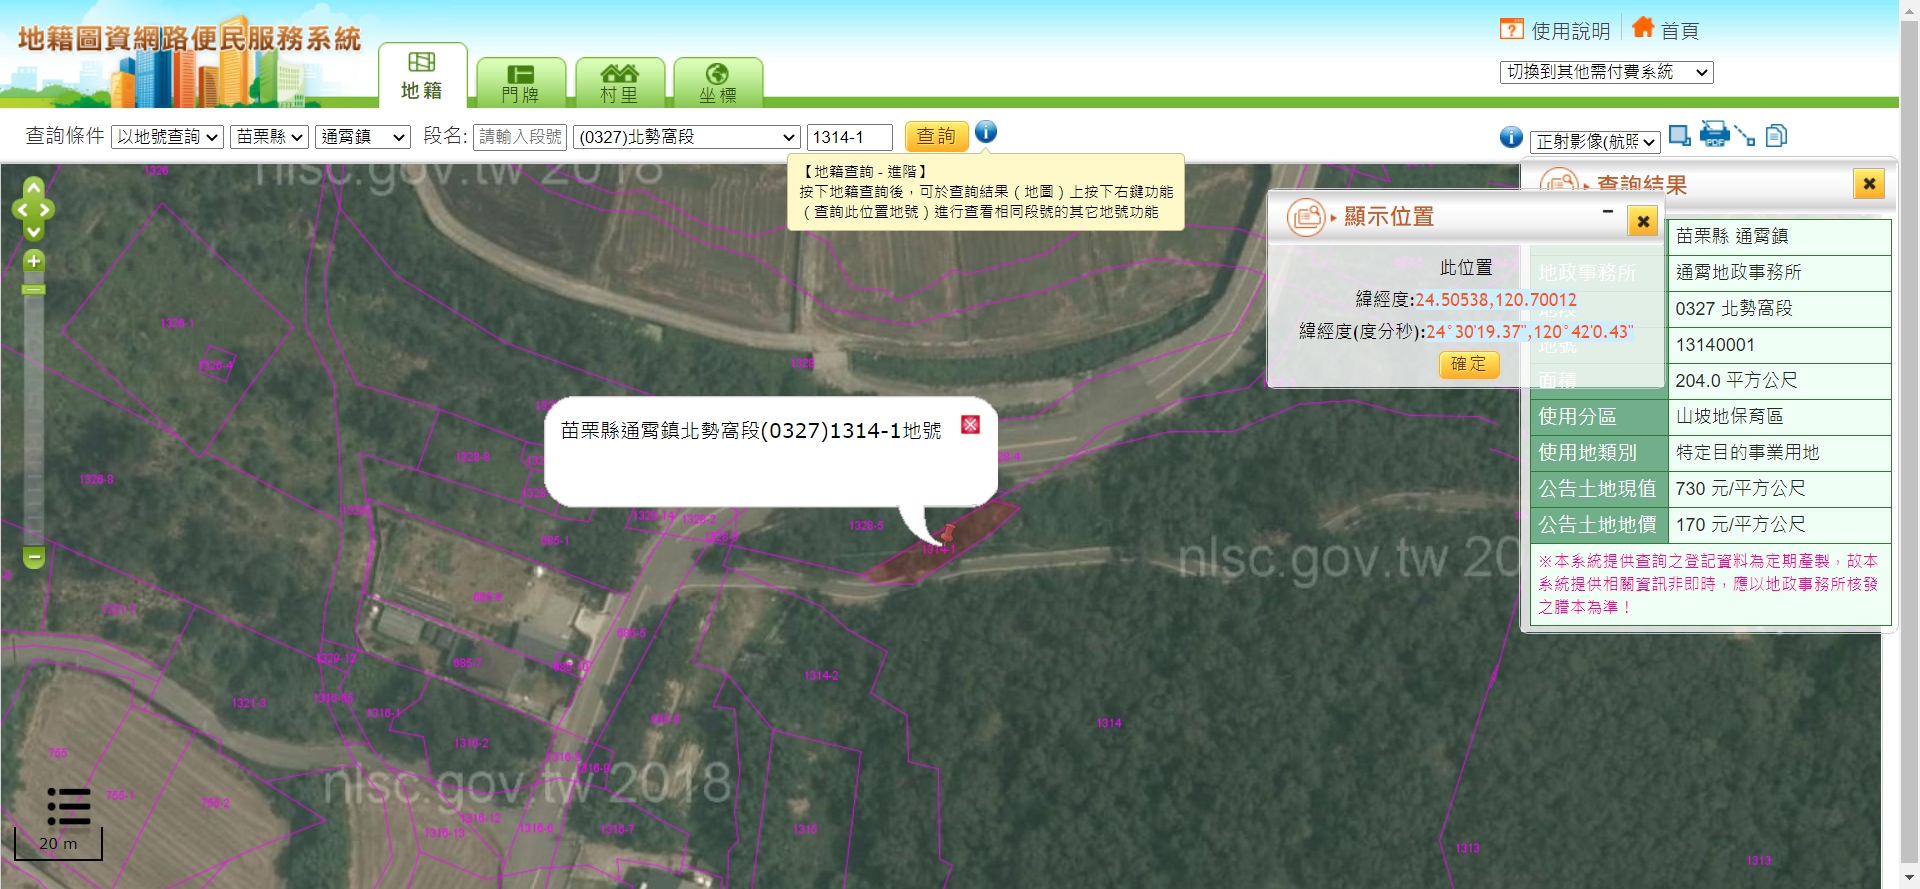 地籍圖資網路便民服務系統
地籍
門牌
村里
坐標
使用說明
首頁
切換到其他需付費系統
查詢條件
以地號查詢
苗栗縣
通霄鎮
段名:
請輸入段號
(0327)北勢窩段
1314-1
查詢
正射影像(航照
PDF
【地籍查詢 - 進階】
按下地籍查詢後，可於查詢結果（地圖）上按下右鍵功能
（查詢此位置地號）進行查看相同段號的其它地號功能
查詢結果
顯示位置
此位置
緯經度:24.50538,120.70012
緯經度(度分秒):24°30'19.37",120°42'0.43"
確定
苗栗縣 通霄鎮
地政事務所 通霄地政事務所
地段 0327 北勢窩段
地號 13140001
面積 204.0 平方公尺
使用分區 山坡地保育區
使用地類別 特定目的事業用地
公告土地現值 730 元/平方公尺
公告土地地價 170 元/平方公尺
※本系統提供查詢之登記資料為定期產製，故本
系統提供相關資訊非即時，應以地政事務所核發
之謄本為準！
苗栗縣通霄鎮北勢窩段(0327)1314-1地號
nlsc.gov.tw 2018
nlsc.gov.tw 20
nlsc.gov.tw 2018
1326
1326-1
1326-4
1326-8
1328
1328-8
1328-5
1314-1
685-1
685-5
685-7
1314-2
1314
1321-3
1316-1
1316-2
755
1316-7
1315
1313
1313
20 m